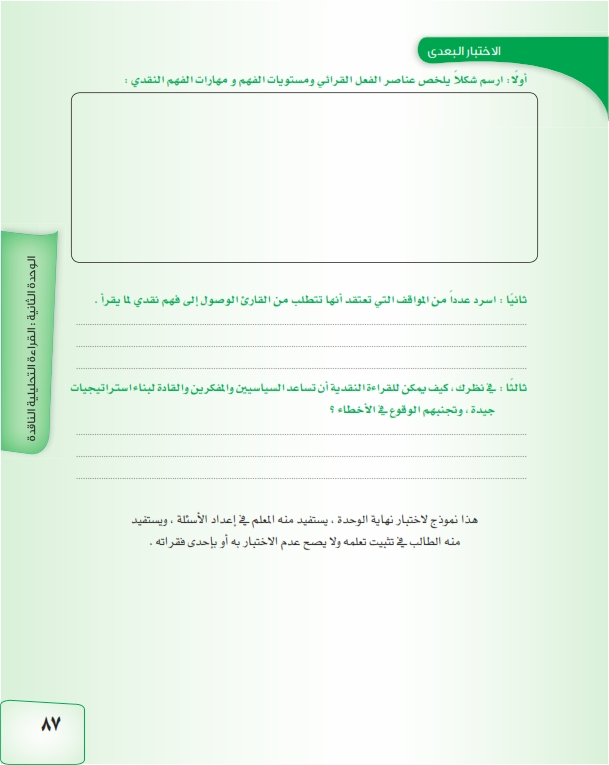 الاختبار البعدي
أولًا : ارسم شكلاً يلخص عناصر الفعل القرائي ومستويات الفهم و مهارات الفهم النقدي :
ثانيًا : اسرد عدداً من المواقف التي تعتقد أنها تتطلب من القارئ الوصول إلى فهم نقدي لما يقرأ .
ثالثًا : في نظرك ، كيف يمكن للقراءة النقدية أن تساعد السياسيين والمفكرين والقادة لبناء استراتيجيات
جيدة ، وتجنبهم الوقوع في الأخطاء ؟
هذا نموذج لاختبار نهاية الوحدة ، يستفيد منه المعلم في إعداد الأسئلة ، ويستفيد
منه الطالب في تثبيت تعلمه ولا يصح عدم الاختبار به أو بإحدى فقراته .
الوحدة الثانية : القراءة التحليلية الناقدة
٨٧